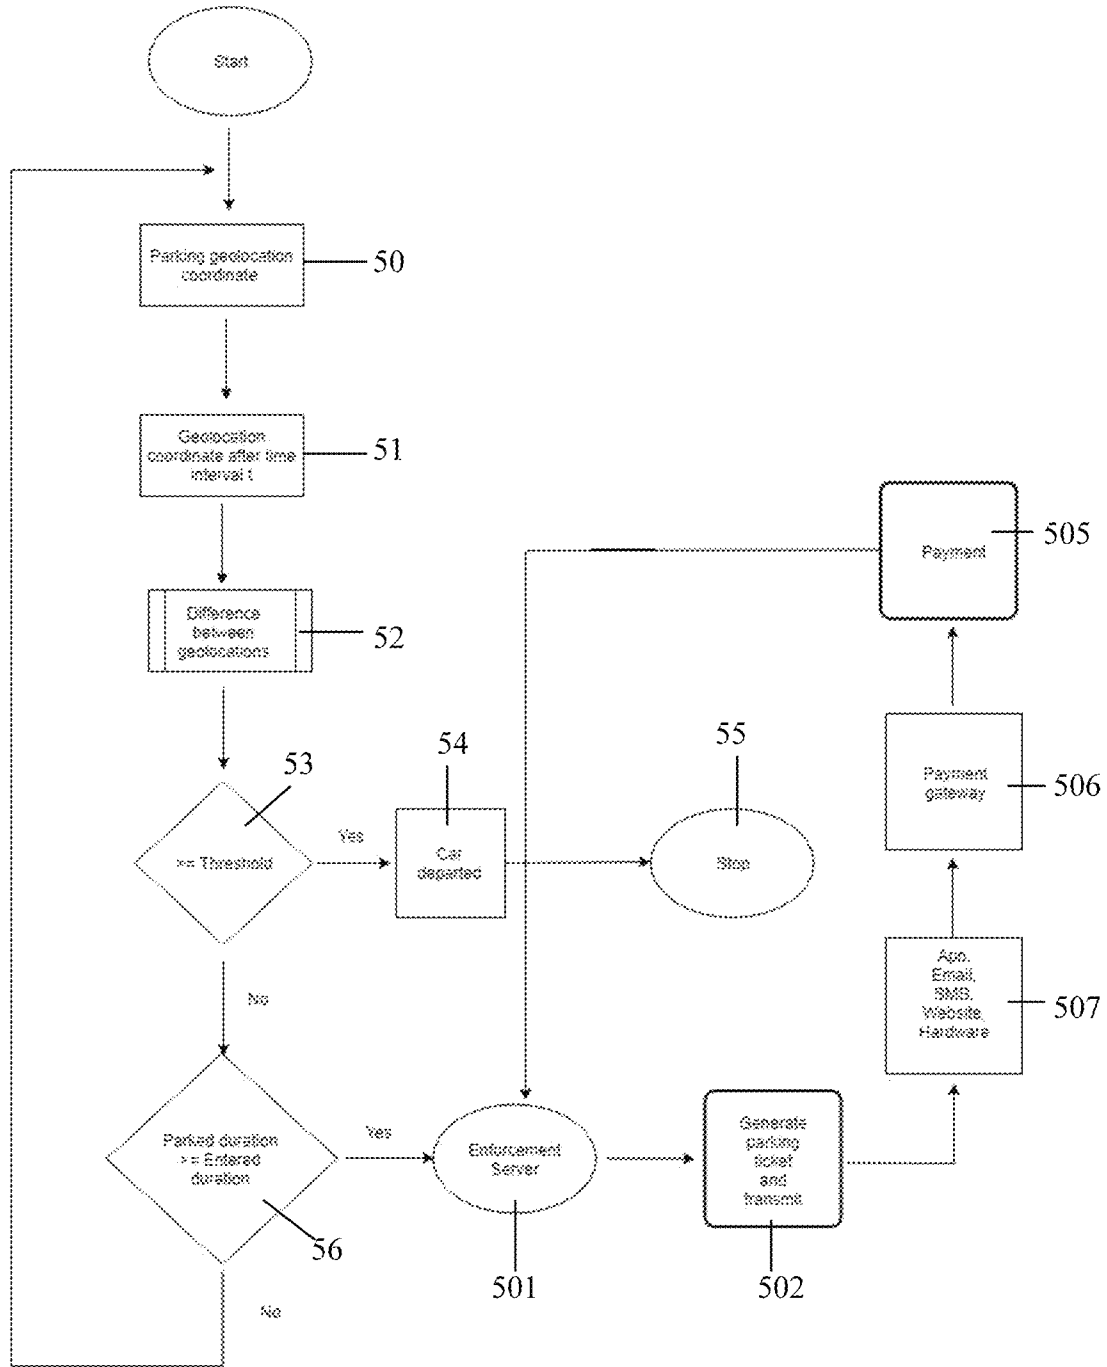 Start
Parking geolocation
coordinate
50
Geolocation
coordinate after time
interval t
51
Difference
between
geolocations
52
53
>= Threshold
Yes
No
54
Car
departed
55
Stop
Parked duration
>= Entered
duration
56
Yes
No
Enforcement
Server
501
Generate
parking
ticket
and
transmit
502
App,
Email,
SMS,
Website,
Hardware
507
Payment
gateway
506
Payment
505